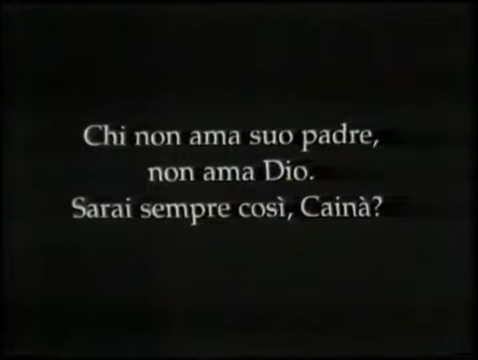 Chi non ama suo padre,
non ama Dio.
Sarai sempre così, Cainà?